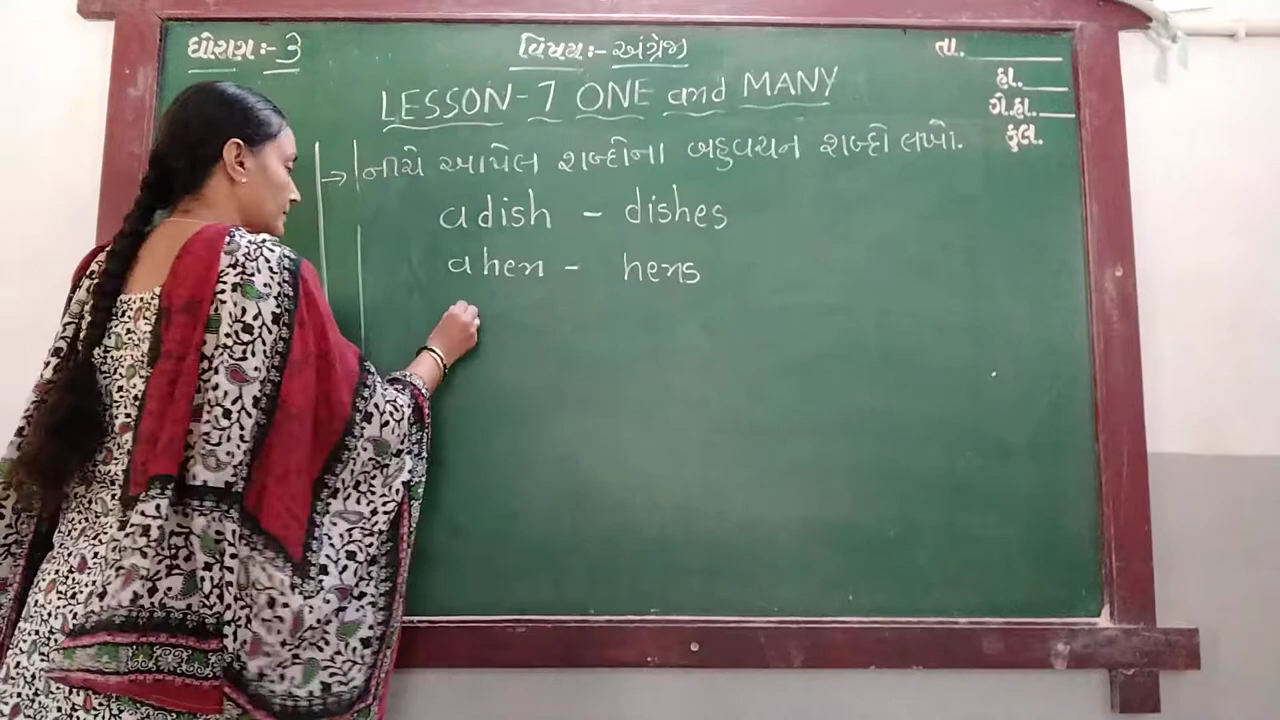 ધોરણ:- 3
વિષય:- અંગ્રેજી
તા.
હા.
ગે.હા.
કુલ.
LESSON-7 ONE and MANY
→ નીચે આપેલ શબ્દોના બહુવચન શબ્દો લખો.
a dish - dishes
a hen - hens